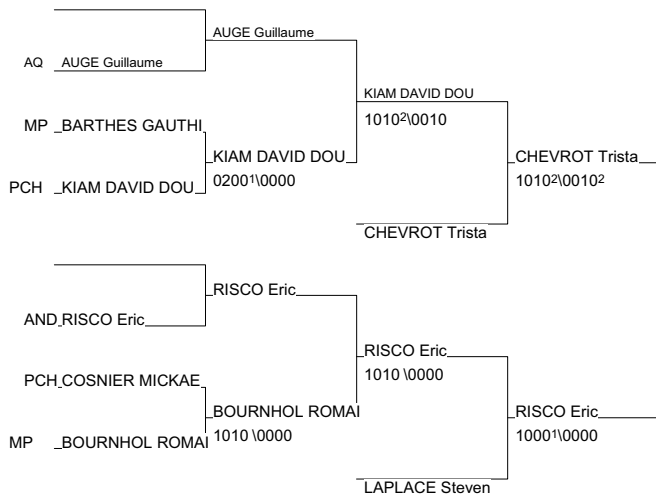 AUGE Guillaume
AQ AUGE Guillaume
KIAM DAVID DOU
1010²\0010
MP BARTHES GAUTHI
KIAM DAVID DOU
02001¹\0000
CHEVROT Trista
1010²\0010²
PCH KIAM DAVID DOU
CHEVROT Trista
RISCO Eric
AND RISCO Eric
RISCO Eric
1010 \0000
PCH COSNIER MICKAE
BOURNHOL ROMAI
1010 \0000
RISCO Eric
10001¹\0000
MP BOURNHOL ROMAI
LAPLACE Steven